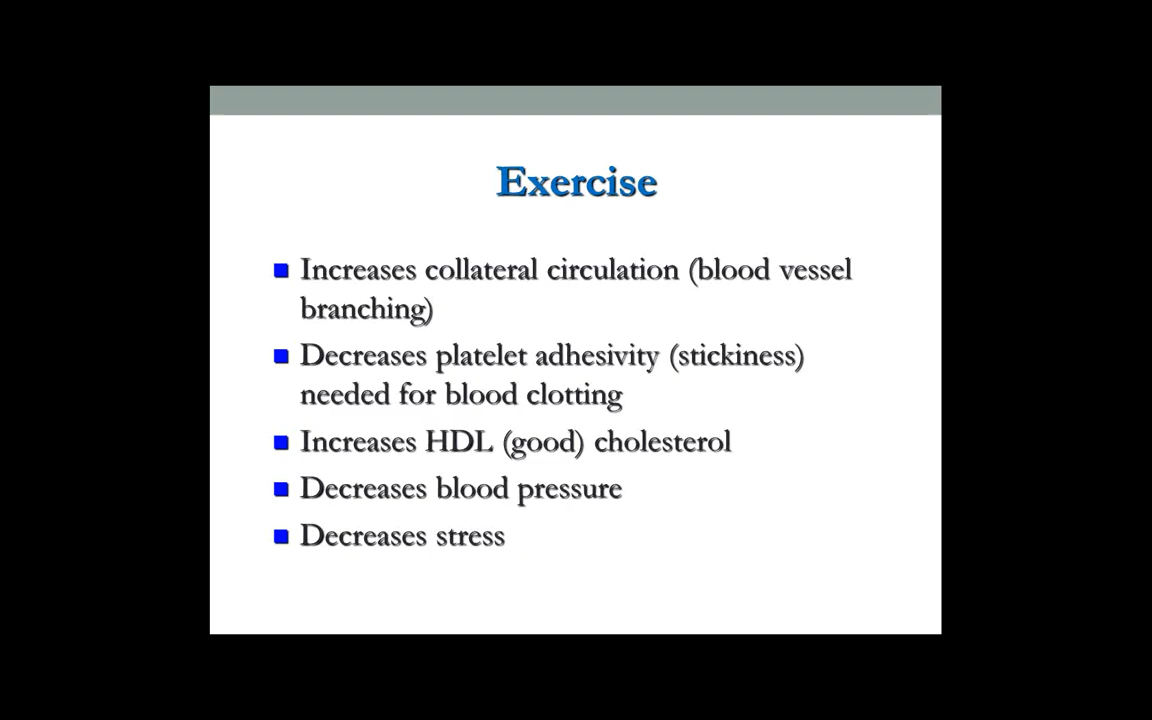 Exercise
Increases collateral circulation (blood vessel
branching)
Decreases platelet adhesivity (stickiness)
needed for blood clotting
Increases HDL (good) cholesterol
Decreases blood pressure
Decreases stress